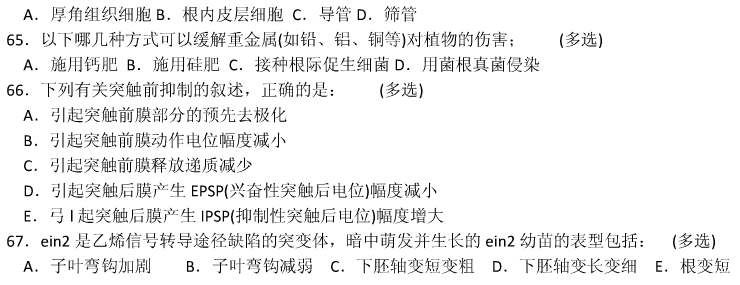 A．厚角组织细胞 B．根内皮层细胞 C．导管 D．筛管
65．以下哪几种方式可以缓解重金属(如铅、铝、铜等)对植物的伤害； (多选)
A．施用钙肥 B．施用硅肥 C．接种根际促生细菌 D．用菌根真菌侵染
66．下列有关突触前抑制的叙述，正确的是： (多选)
A．引起突触前膜部分的预先去极化
B．引起突触前膜动作电位幅度减小
C．引起突触前膜释放递质减少
D．引起突触后膜产生 EPSP(兴奋性突触后电位)幅度减小
E．弓 I 起突触后膜产生 IPSP(抑制性突触后电位)幅度增大
67．ein2 是乙烯信号转导途径缺陷的突变体，暗中萌发并生长的 ein2 幼苗的表型包括： (多选)
A．子叶弯钩加剧 B．子叶弯钩减弱 C．下胚轴变短变粗 D．下胚轴变长变细 E．根变短